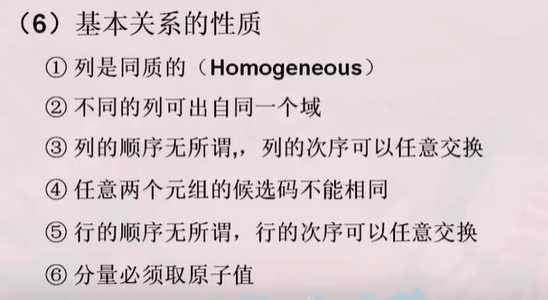 （6）基本关系的性质
① 列是同质的（Homogeneous）
② 不同的列可出自同一个域
③ 列的顺序无所谓,，列的次序可以任意交换
④ 任意两个元组的候选码不能相同
⑤ 行的顺序无所谓，行的次序可以任意交换
⑥ 分量必须取原子值